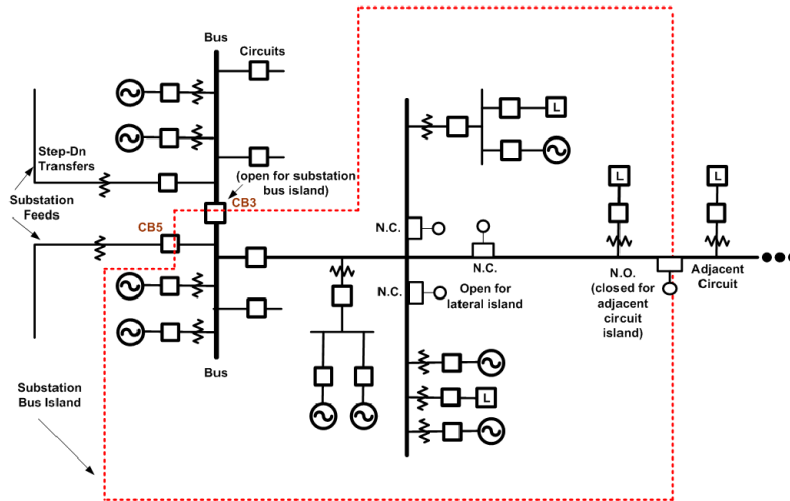 Bus
Circuits
Step-Dn
Transfers
(open for substation
bus island)
Substation
Feeds
CB3
CB5
L
L
L
N.C.
N.C.
N.C.
Open for
lateral island
N.O.
(closed for
adjacent
circuit
island)
Adjacent
Circuit
Bus
Substation
Bus Island
L